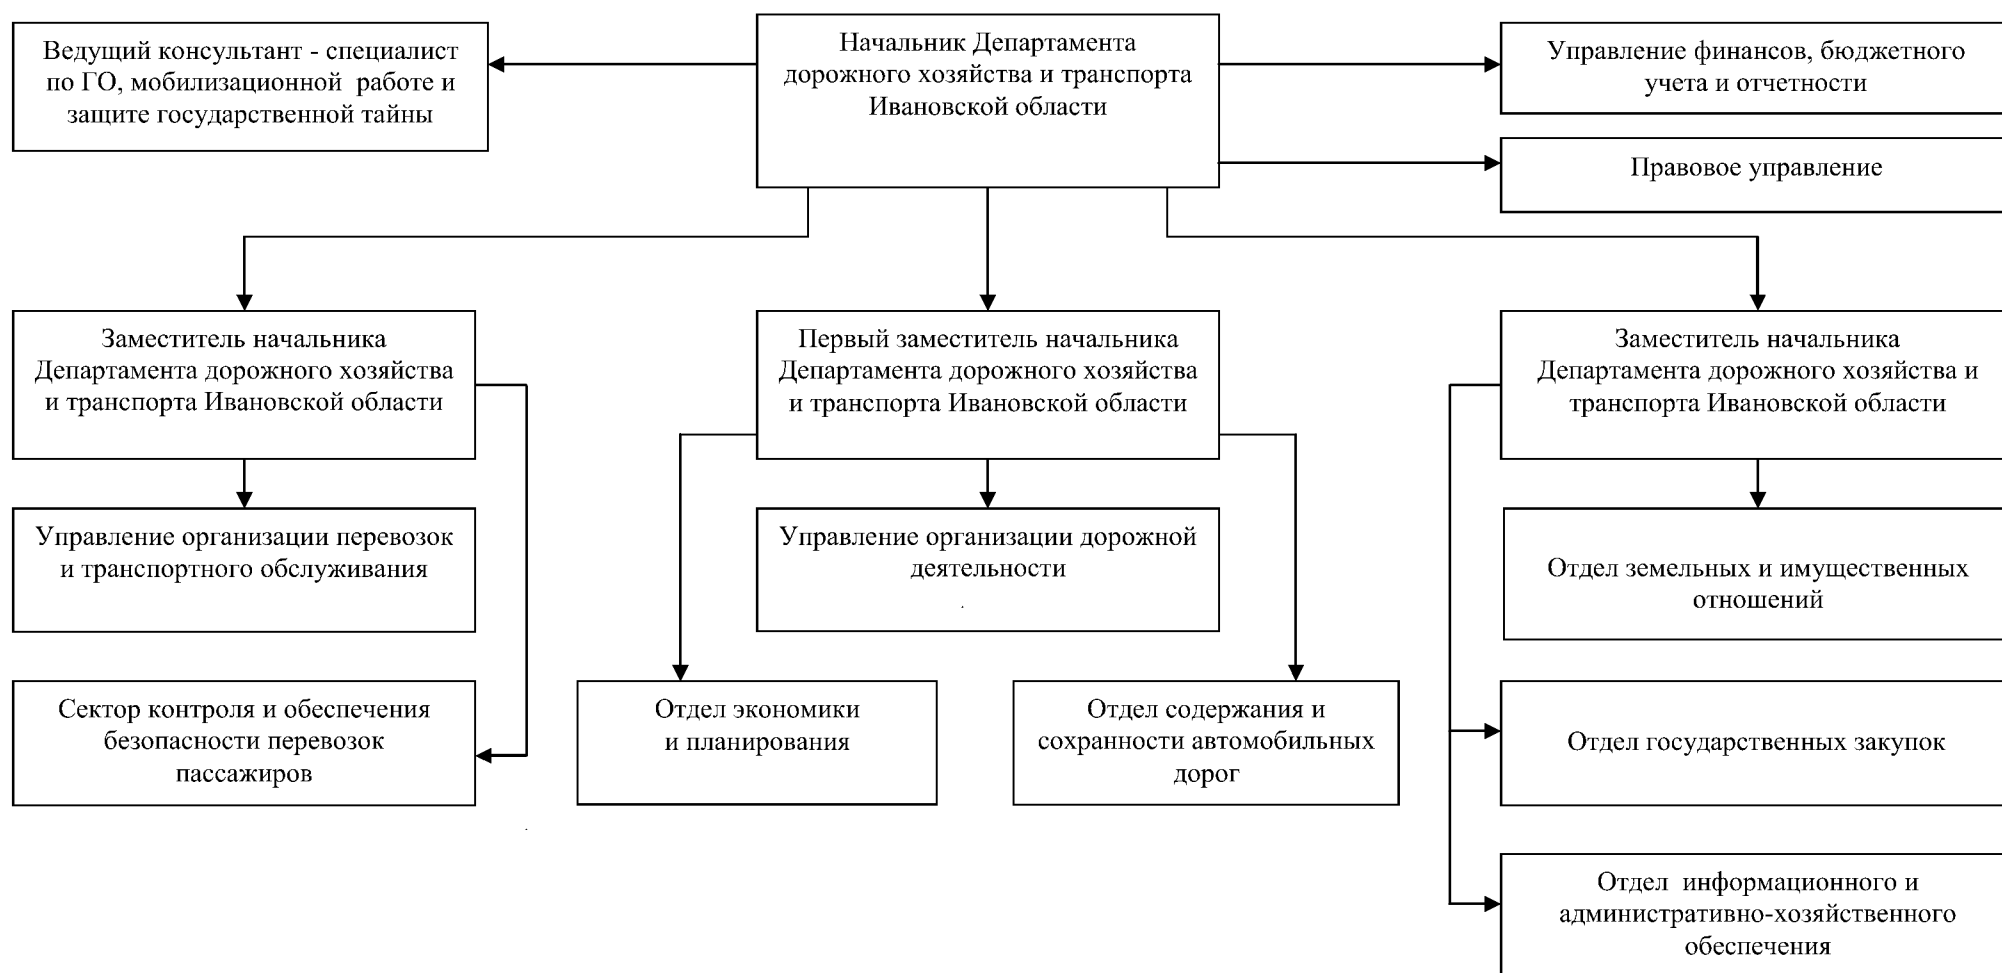 Ведущий консультант - специалист
по ГО, мобилизационной работе и
защите государственной тайны
Начальник Департамента
дорожного хозяйства и транспорта
Ивановской области
Управление финансов, бюджетного
учета и отчетности
Правовое управление
Заместитель начальника
Департамента дорожного хозяйства
и транспорта Ивановской области
Первый заместитель начальника
Департамента дорожного хозяйства
и транспорта Ивановской области
Заместитель начальника
Департамента дорожного хозяйства и
транспорта Ивановской области
Управление организации перевозок
и транспортного обслуживания
Управление организации дорожной
деятельности
Отдел земельных и имущественных
отношений
Сектор контроля и обеспечения
безопасности перевозок
пассажиров
Отдел экономики
и планирования
Отдел содержания и
сохранности автомобильных
дорог
Отдел государственных закупок
Отдел информационного и
административно-хозяйственного
обеспечения